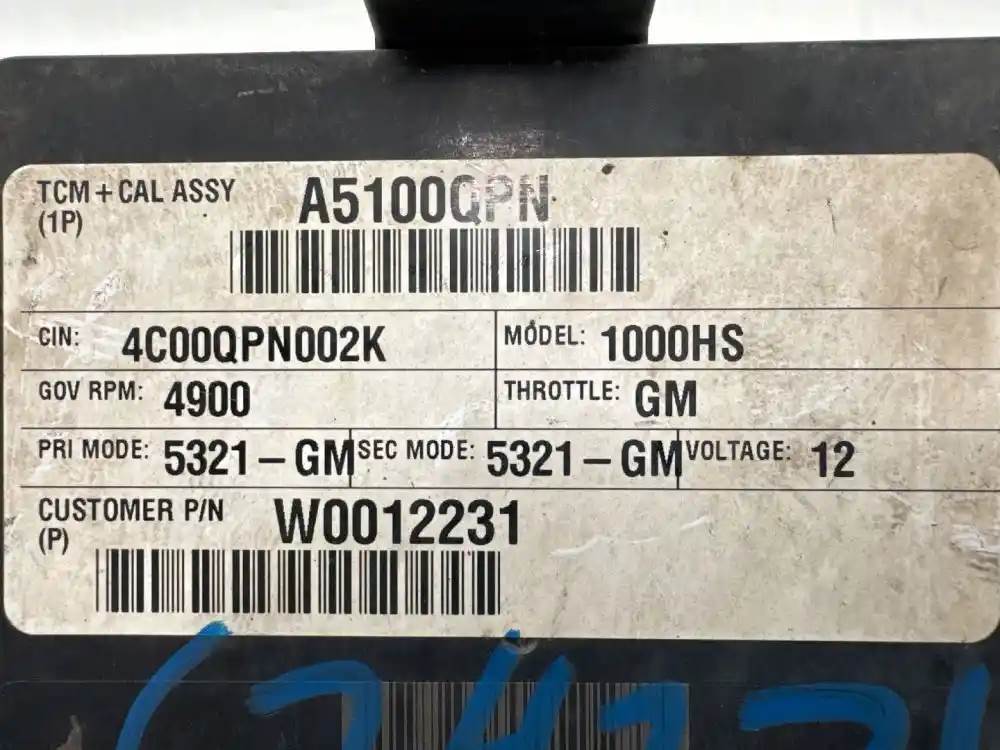 TCM + CAL ASSY A5100QPN
(1P)
CIN: 4C00QPN002K MODEL: 1000HS
GOV RPM: 4900 THROTTLE: GM
PRI MODE: 5321 – GM SEC MODE: 5321 – GM VOLTAGE: 12
CUSTOMER P/N W0012231
(P)